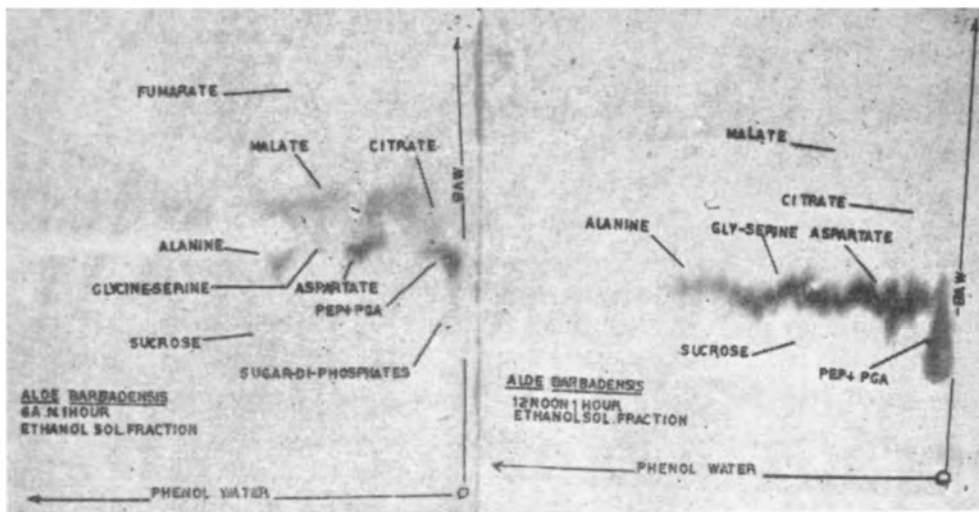 FUMARATE
MALATE
CITRATE
BAW
ALANINE
GLYCINE-SERINE
ASPARTATE
PEP+PGA
SUCROSE
SUGAR-DI-PHOSPHATES
ALOE BARBADENSIS
6A.M.1HOUR
ETHANOL SOL.FRACTION
PHENOL WATER
MALATE
CITRATE
ALANINE
GLY-SERINE
ASPARTATE
BAW
SUCROSE
PEP+ PGA
ALOE BARBADENSIS
12NOON 1 HOUR
ETHANOLSOL.FRACTION
PHENOL WATER